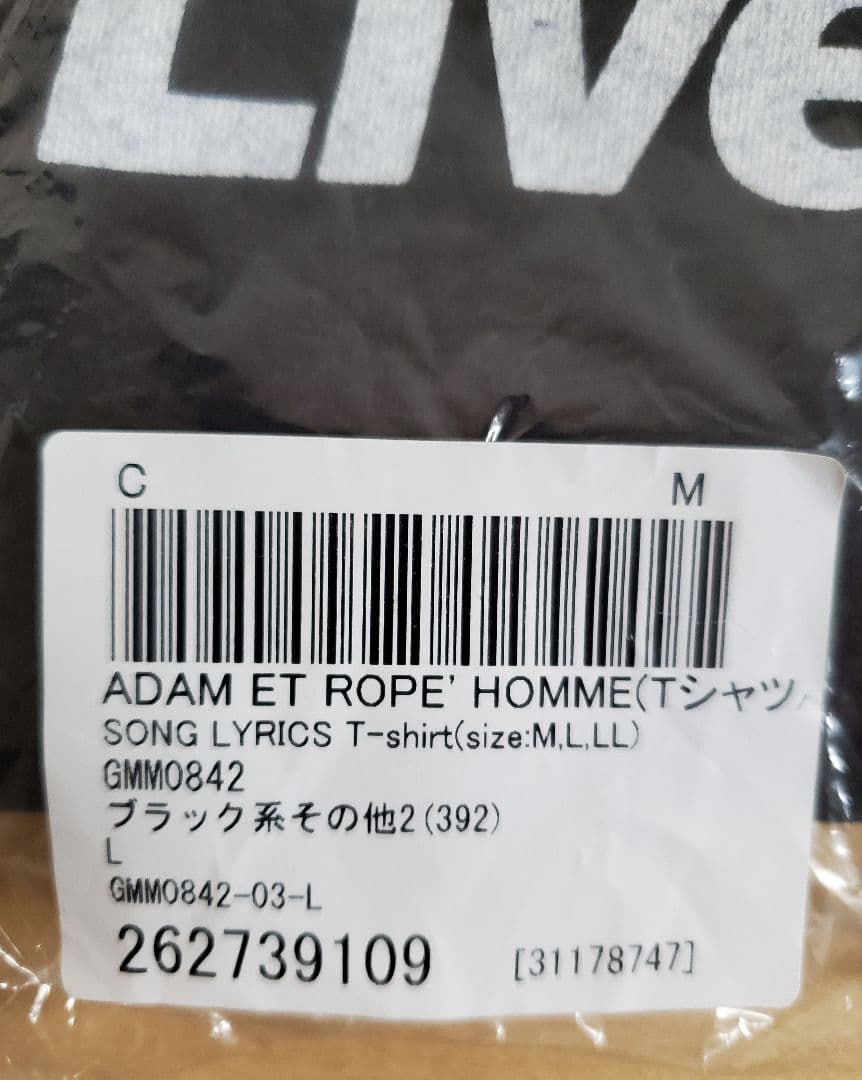 Live
C M
ADAM ET ROPE' HOMME(Tシャツ
SONG LYRICS T-shirt(size:M,L,LL)
GMM0842
ブラック系その他2(392)
L
GMM0842-03-L
262739109 [31178747]